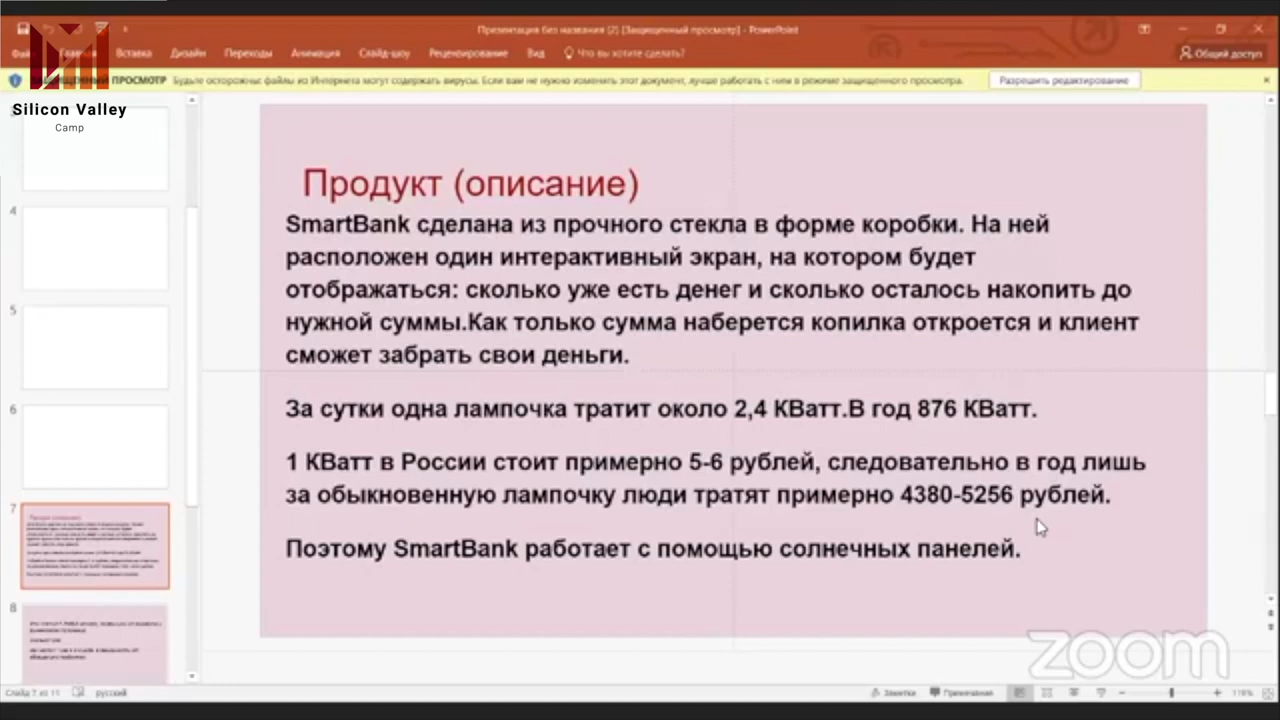 Презентация без названия (2) [Защищенный просмотр] - PowerPoint
Вставка Дизайн Переходы Анимация Слайд-шоу Рецензирование Вид Что вы хотите сделать? Общий доступ
ПРОСМОТР Будьте осторожны: файлы из Интернета могут содержать вирусы. Если вам не нужно изменять этот документ, лучше работать с ним в режиме защищенного просмотра. Разрешить редактирование
Silicon Valley
Camp
4
5
6
7
8
Продукт (описание)
SmartBank сделана из прочного стекла в форме коробки. На ней
расположен один интерактивный экран, на котором будет
отображаться: сколько уже есть денег и сколько осталось накопить до
нужной суммы.Как только сумма наберется копилка откроется и клиент
сможет забрать свои деньги.
За сутки одна лампочка тратит около 2,4 КВатт.В год 876 КВатт.
1 КВатт в России стоит примерно 5-6 рублей, следовательно в год лишь
за обыкновенную лампочку люди тратят примерно 4380-5256 рублей.
Поэтому SmartBank работает с помощью солнечных панелей.
zoom
Слайд 7 из 11 русский Заметки Примечания